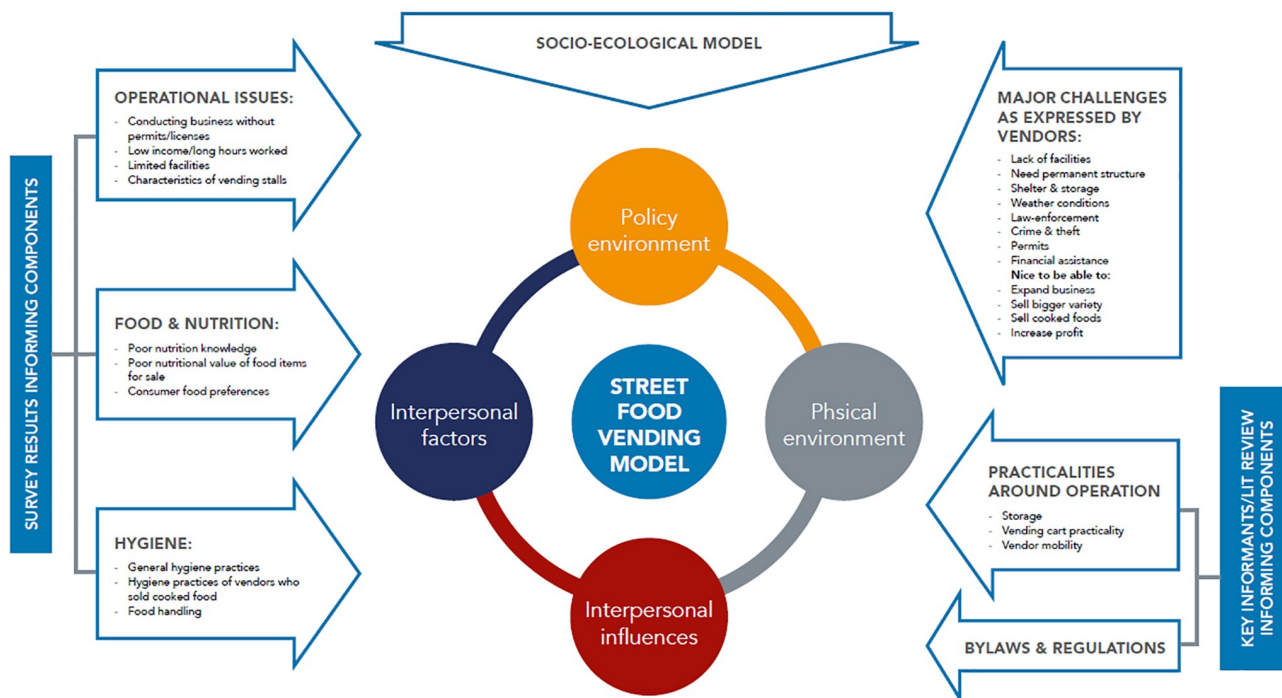 SOCIO-ECOLOGICAL MODEL
SURVEY RESULTS INFORMING COMPONENTS
OPERATIONAL ISSUES:
- Conducting business without
permits/licenses
- Low income/long hours worked
- Limited facilities
- Characteristics of vending stalls
FOOD & NUTRITION:
- Poor nutrition knowledge
- Poor nutritional value of food items
for sale
- Consumer food preferences
HYGIENE:
- General hygiene practices
- Hygiene practices of vendors who
sold cooked food
- Food handling
Policy
environment
Interpersonal
factors
STREET
FOOD
VENDING
MODEL
Phsical
environment
Interpersonal
influences
MAJOR CHALLENGES
AS EXPRESSED BY
VENDORS:
- Lack of facilities
- Need permanent structure
- Shelter & storage
- Weather conditions
- Law-enforcement
- Crime & theft
- Permits
- Financial assistance
Nice to be able to:
- Expand business
- Sell bigger variety
- Sell cooked foods
- Increase profit
PRACTICALITIES
AROUND OPERATION
- Storage
- Vending cart practicality
- Vendor mobility
BYLAWS & REGULATIONS
KEY INFORMANTS/LIT REVIEW
INFORMING COMPONENTS